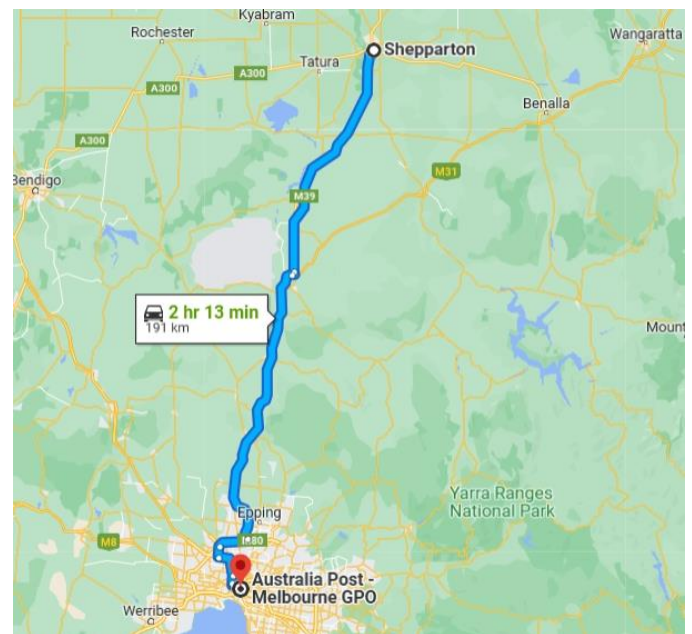 Kyabram
Rochester
Shepparton
Wangaratta
Tatura
A300
A300
Benalla
A300
M31
Bendigo
M39
2 hr 13 min
191 km
Mount
Yarra Ranges
National Park
Epping
M8
Australia Post -
Melbourne GPO
Werribee